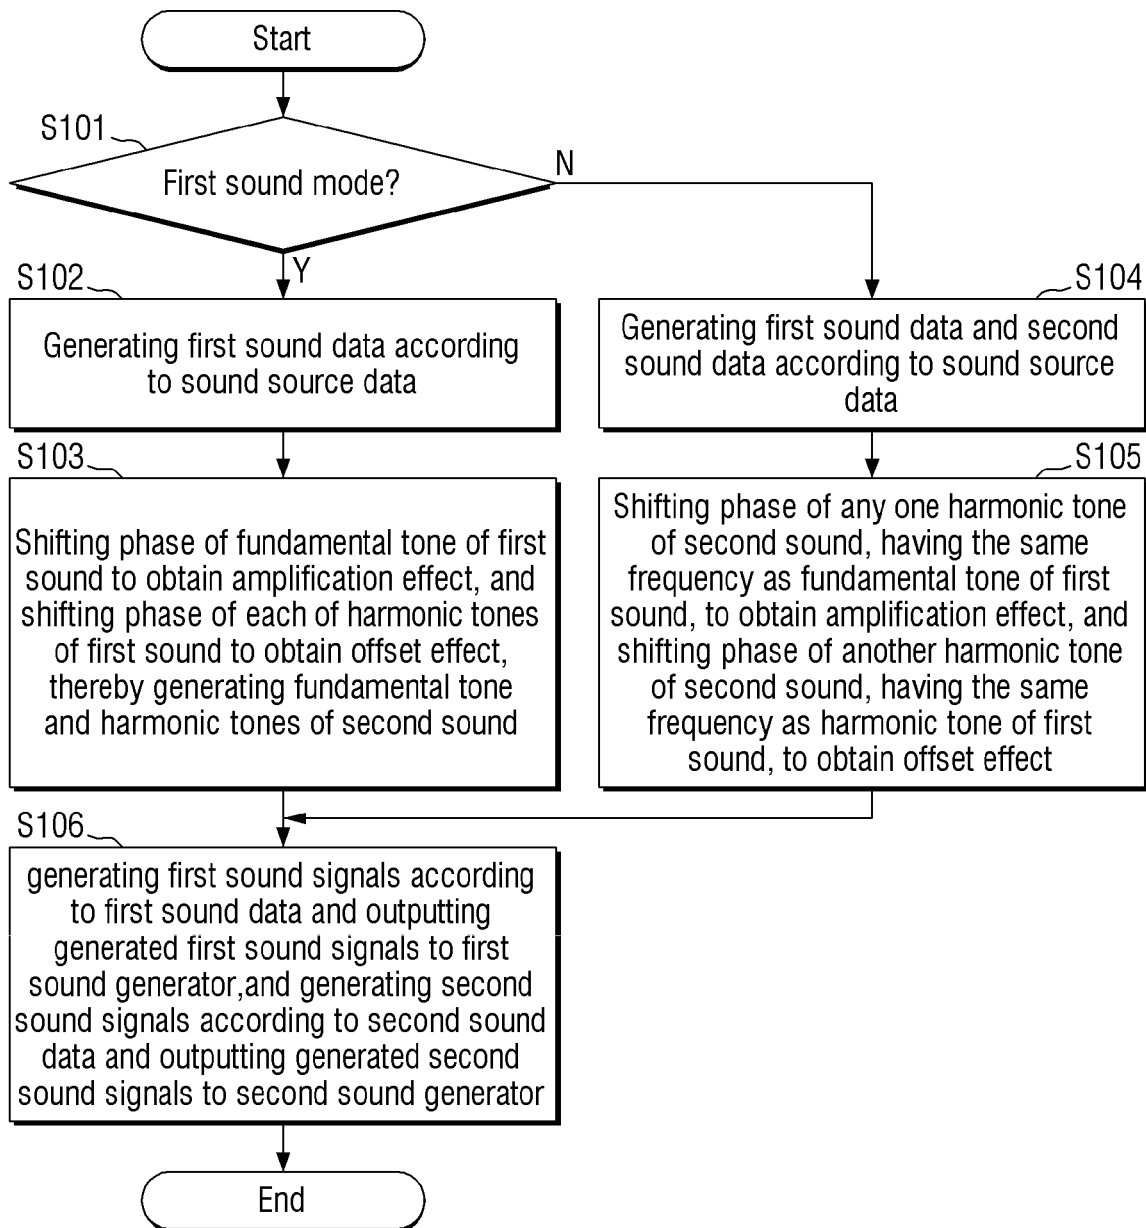 Start
S101
First sound mode?
N
Y
S102
Generating first sound data according
to sound source data
S104
Generating first sound data and second
sound data according to sound source
data
S103
Shifting phase of fundamental tone of first
sound to obtain amplification effect, and
shifting phase of each of harmonic tones
of first sound to obtain offset effect,
thereby generating fundamental tone
and harmonic tones of second sound
S105
Shifting phase of any one harmonic tone
of second sound, having the same
frequency as fundamental tone of first
sound, to obtain amplification effect, and
shifting phase of another harmonic tone
of second sound, having the same
frequency as harmonic tone of first
sound, to obtain offset effect
S106
generating first sound signals according
to first sound data and outputting
generated first sound signals to first
sound generator,and generating second
sound signals according to second sound
data and outputting generated second
sound signals to second sound generator
End